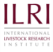 ILRI
INTERNATIONAL
LIVESTOCK RESEARCH
INSTITUTE